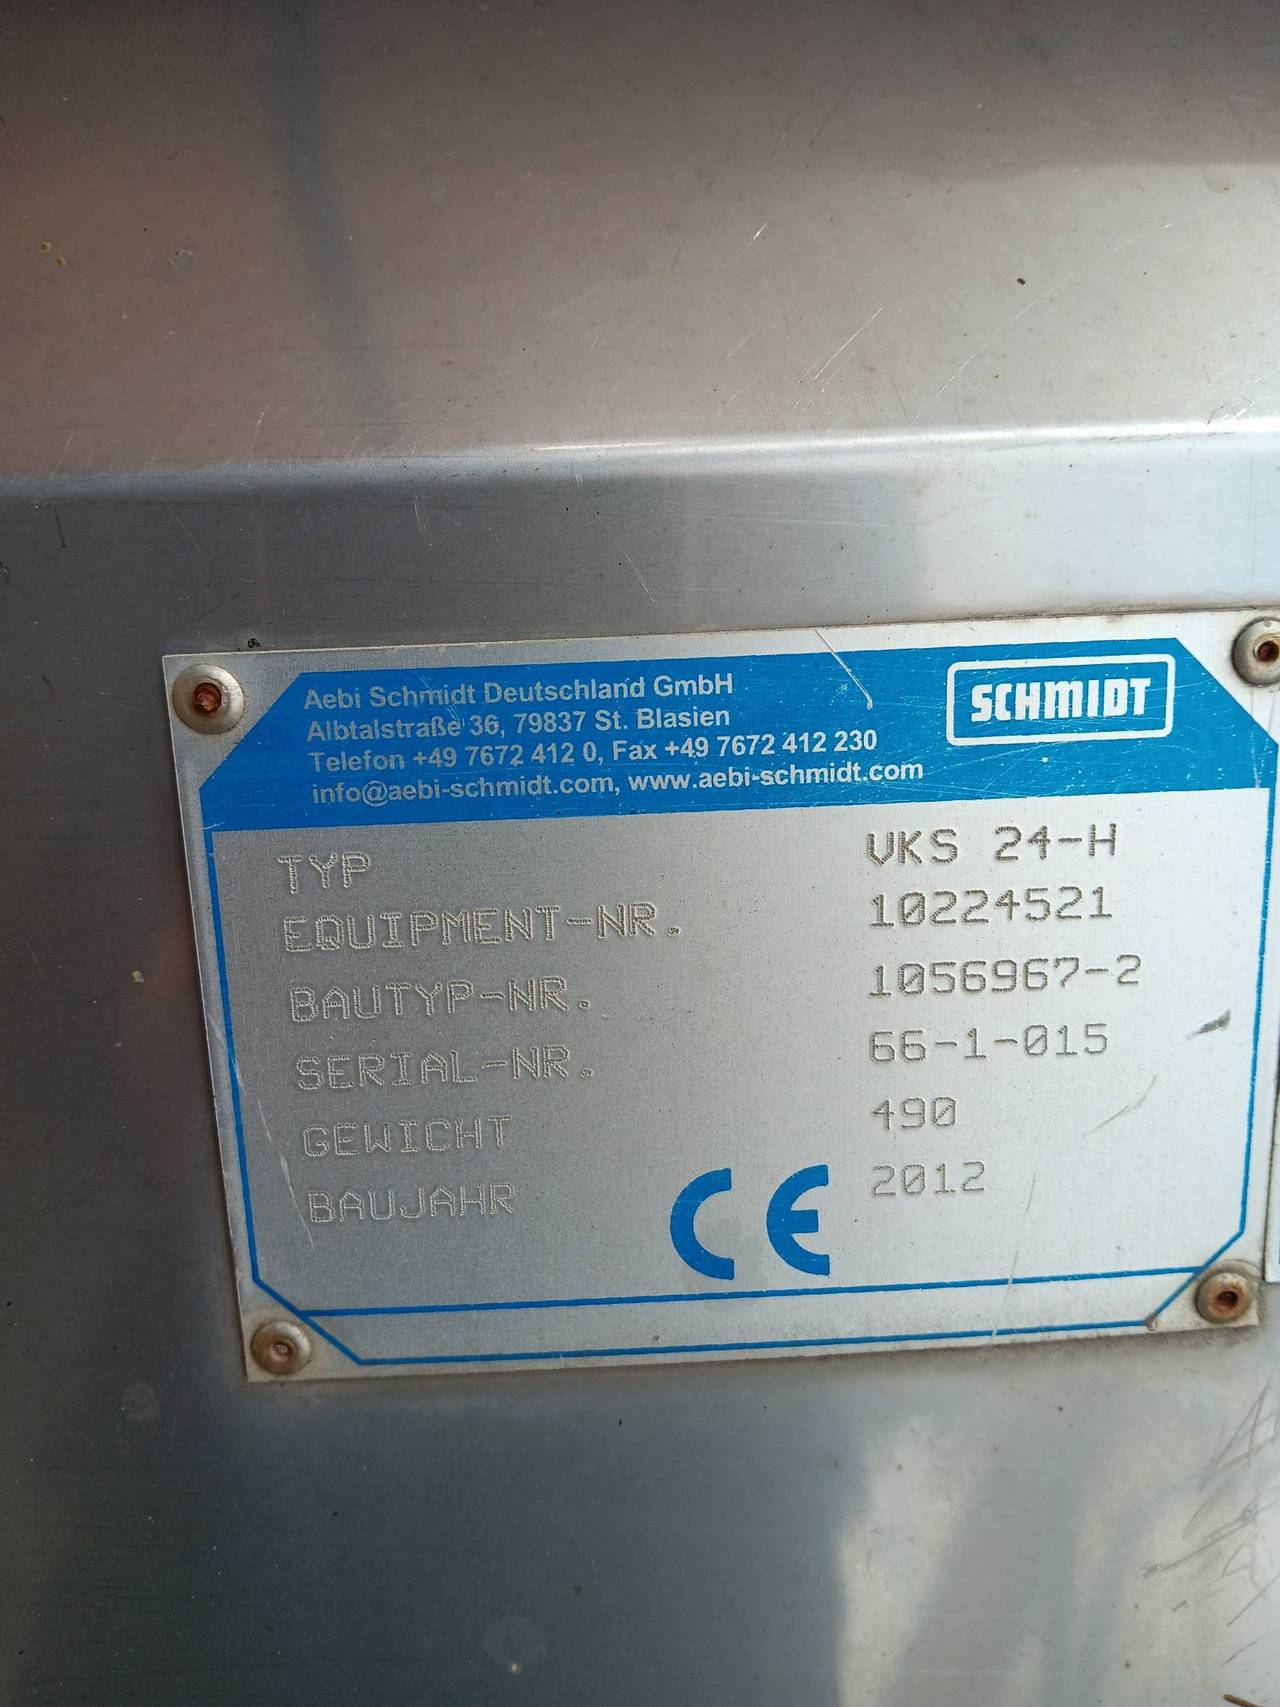 Aebi Schmidt Deutschland GmbH
Albtalstraße 36, 79837 St. Blasien
Telefon +49 7672 412 0, Fax +49 7672 412 230
info@aebi-schmidt.com, www.aebi-schmidt.com
SCHMIDT
TYP VKS 24-H
EQUIPMENT-NR. 10224521
BAUTYP-NR. 1056967-2
SERIAL-NR. 66-1-015
GEWICHT 490
BAUJAHR 2012
CE